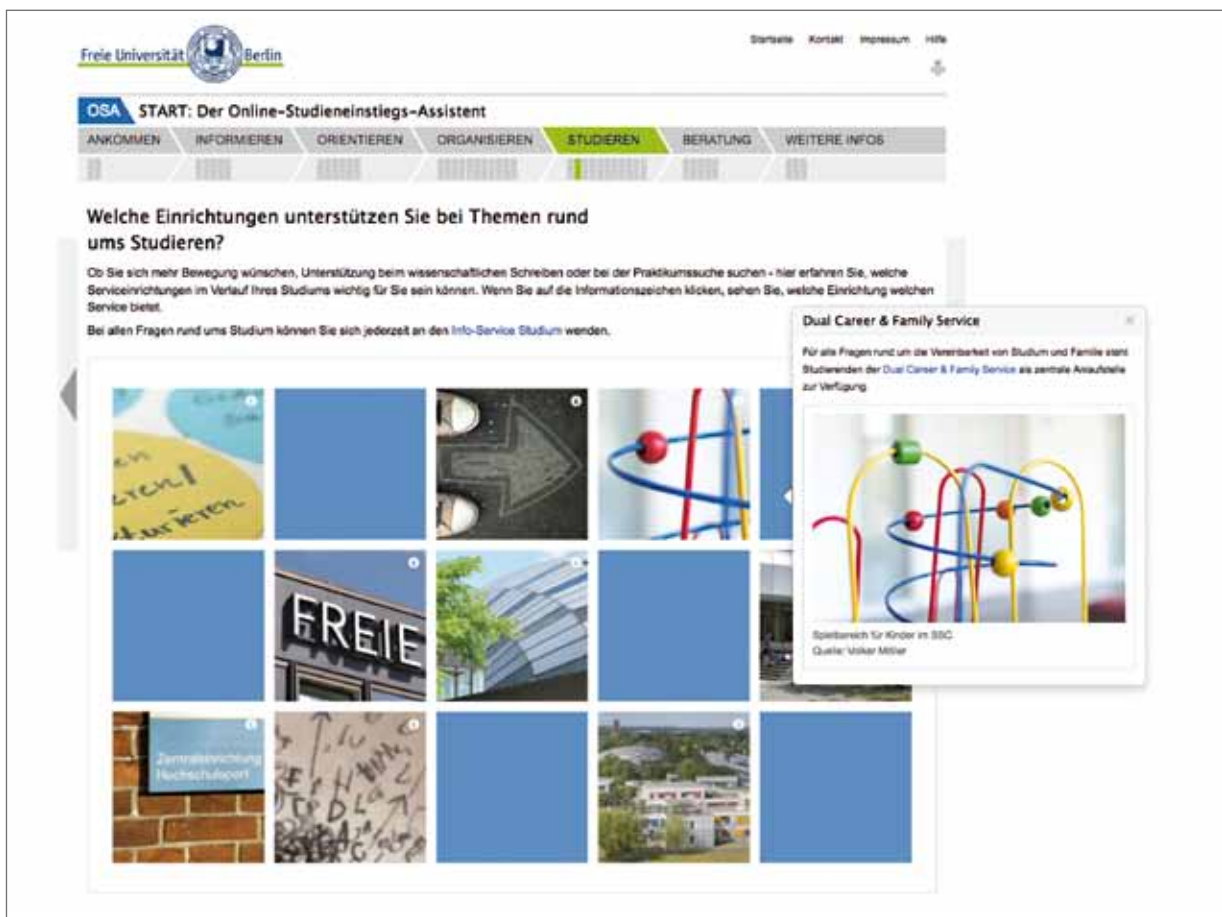 Freie Universität Berlin
Startseite Kontakt Impressum Hilfe
OSA START: Der Online-Studieneinstiegs-Assistent
ANKOMMEN INFORMIEREN ORIENTIEREN ORGANISIEREN STUDIEREN BERATUNG WEITERE INFOS
Welche Einrichtungen unterstützen Sie bei Themen rund
ums Studieren?
Ob Sie sich mehr Bewegung wünschen, Unterstützung beim wissenschaftlichen Schreiben oder bei der Praktikumssuche suchen - hier erfahren Sie, welche
Serviceeinrichtungen im Verlauf Ihres Studiums wichtig für Sie sein können. Wenn Sie auf die Informationszeichen klicken, sehen Sie, welche Einrichtung welchen
Service bietet.
Bei allen Fragen rund ums Studium können Sie sich jederzeit an den Info-Service Studium wenden.
Dual Career & Family Service
Für alle Fragen rund um die Vereinbarkeit von Studium und Familie steht
Studierenden der Dual Career & Family Service als zentrale Anlaufstelle
zur Verfügung.
Spielbereich für Kinder im SSC.
Quelle: Volker Möller
FREIE
Zentraleinrichtung
Hochschulsport